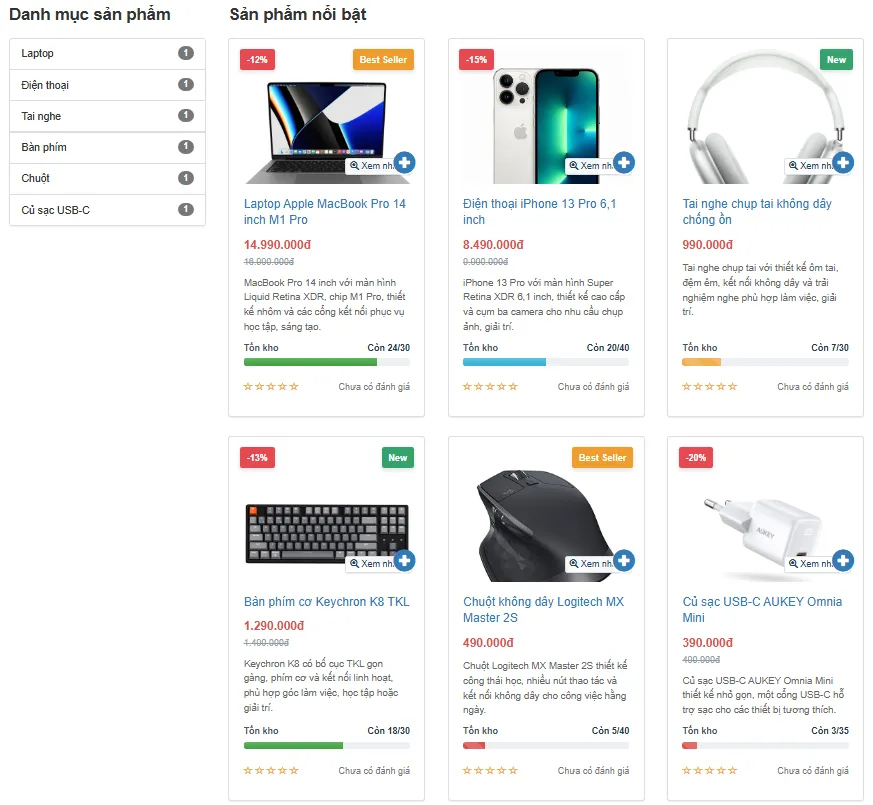 Danh mục sản phẩm
Laptop 1
Điện thoại 1
Tai nghe 1
Bàn phím 1
Chuột 1
Củ sạc USB-C 1
Sản phẩm nổi bật
-12% Best Seller
Xem nh
Laptop Apple MacBook Pro 14
inch M1 Pro
14.990.000đ
16.990.000đ
MacBook Pro 14 inch với màn hình
Liquid Retina XDR, chip M1 Pro, thiết
kế nhôm và các cổng kết nối phục vụ
học tập, sáng tạo.
Tồn kho Còn 24/30
Chưa có đánh giá
-15%
Xem nh
Điện thoại iPhone 13 Pro 6,1
inch
8.490.000đ
9.990.000đ
iPhone 13 Pro với màn hình Super
Retina XDR 6,1 inch, thiết kế cao cấp
và cụm ba camera cho nhu cầu chụp
ảnh, giải trí.
Tồn kho Còn 20/40
Chưa có đánh giá
New
Xem nh
Tai nghe chụp tai không dây
chống ồn
990.000đ
Tai nghe chụp tai với thiết kế ôm tai,
đệm êm, kết nối không dây và trải
nghiệm nghe phù hợp làm việc, giải
trí.
Tồn kho Còn 7/30
Chưa có đánh giá
-13% New
Xem nh
Bàn phím cơ Keychron K8 TKL
1.290.000đ
1.490.000đ
Keychron K8 có bố cục TKL gọn
gàng, phím cơ và kết nối linh hoạt,
phù hợp góc làm việc, học tập hoặc
giải trí.
Tồn kho Còn 18/30
Chưa có đánh giá
Best Seller
Xem nh
Chuột không dây Logitech MX
Master 2S
490.000đ
Chuột Logitech MX Master 2S thiết kế
công thái học, nhiều nút thao tác và
kết nối không dây cho công việc hằng
ngày.
Tồn kho Còn 5/40
Chưa có đánh giá
-20%
AUKEY
Xem nh
Củ sạc USB-C AUKEY Omnia
Mini
390.000đ
490.000đ
Củ sạc USB-C AUKEY Omnia Mini
thiết kế nhỏ gọn, một cổng USB-C hỗ
trợ sạc cho các thiết bị tương thích.
Tồn kho Còn 3/35
Chưa có đánh giá